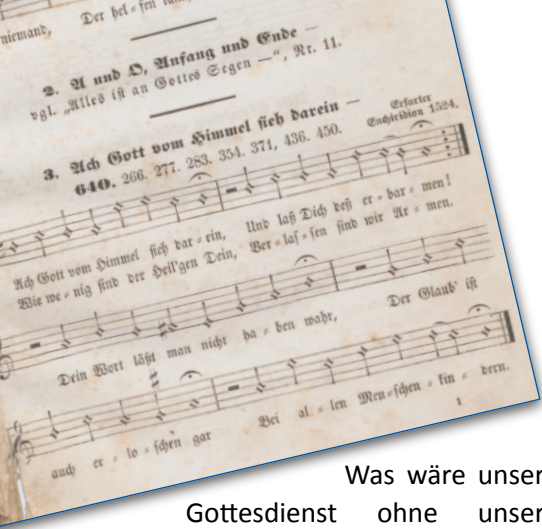 niemand, Der hel-sen
2. A und O, Anfang und Ende —
vgl. „Alles ist an Gottes Segen —“, Nr. 11.
3. Ach Gott vom Himmel sieh darein —
Erfurter
Enchiridion 1524.
640. 266. 277. 283. 354. 371, 436. 450.
Ach Gott vom Himmel sieh dar-ein, Und laß Dich deß er-bar-men!
Wie we-nig sind der Heil'gen Dein, Ver-las-sen sind wir Ar-men.
Dein Wort läßt man nicht ha-ben wahr, Der Glaub' ist
auch er-lo-schen gar Bei al-len Men-schen-kin-dern.
1
Was wäre unser
Gottesdienst ohne unser